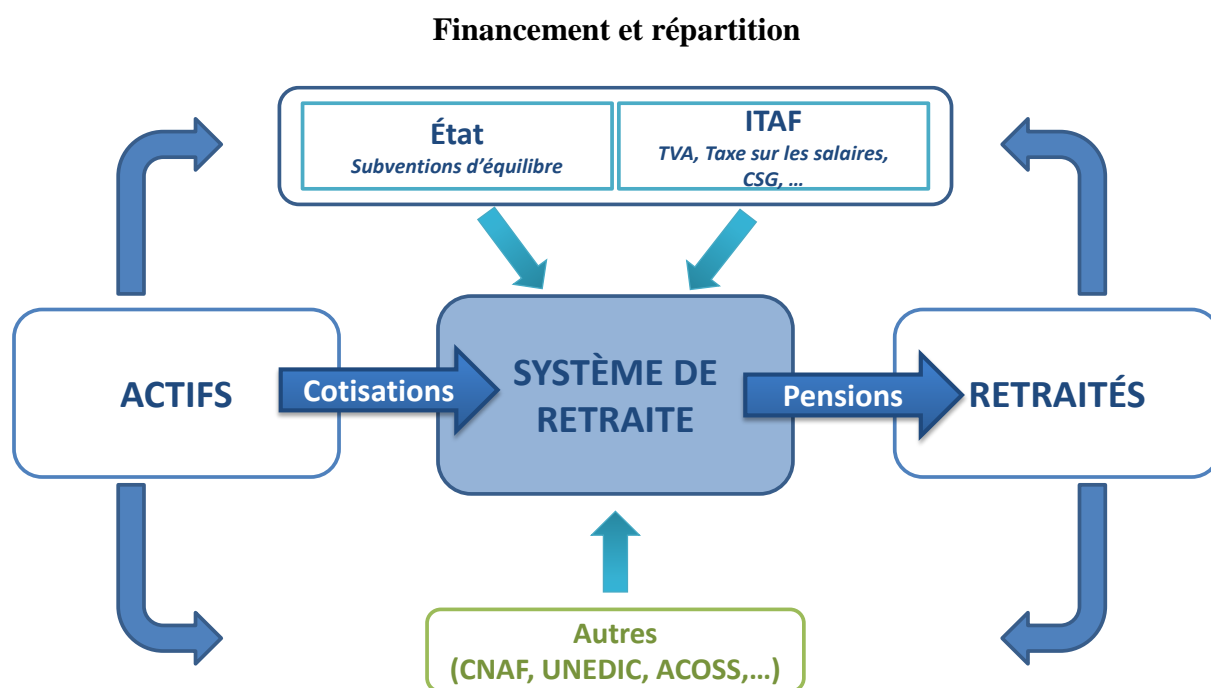 Financement et répartition
État
Subventions d'équilibre
ITAF
TVA, Taxe sur les salaires,
CSG, …
ACTIFS
Cotisations
SYSTÈME DE
RETRAITE
Pensions
RETRAITÉS
Autres
(CNAF, UNEDIC, ACOSS,…)